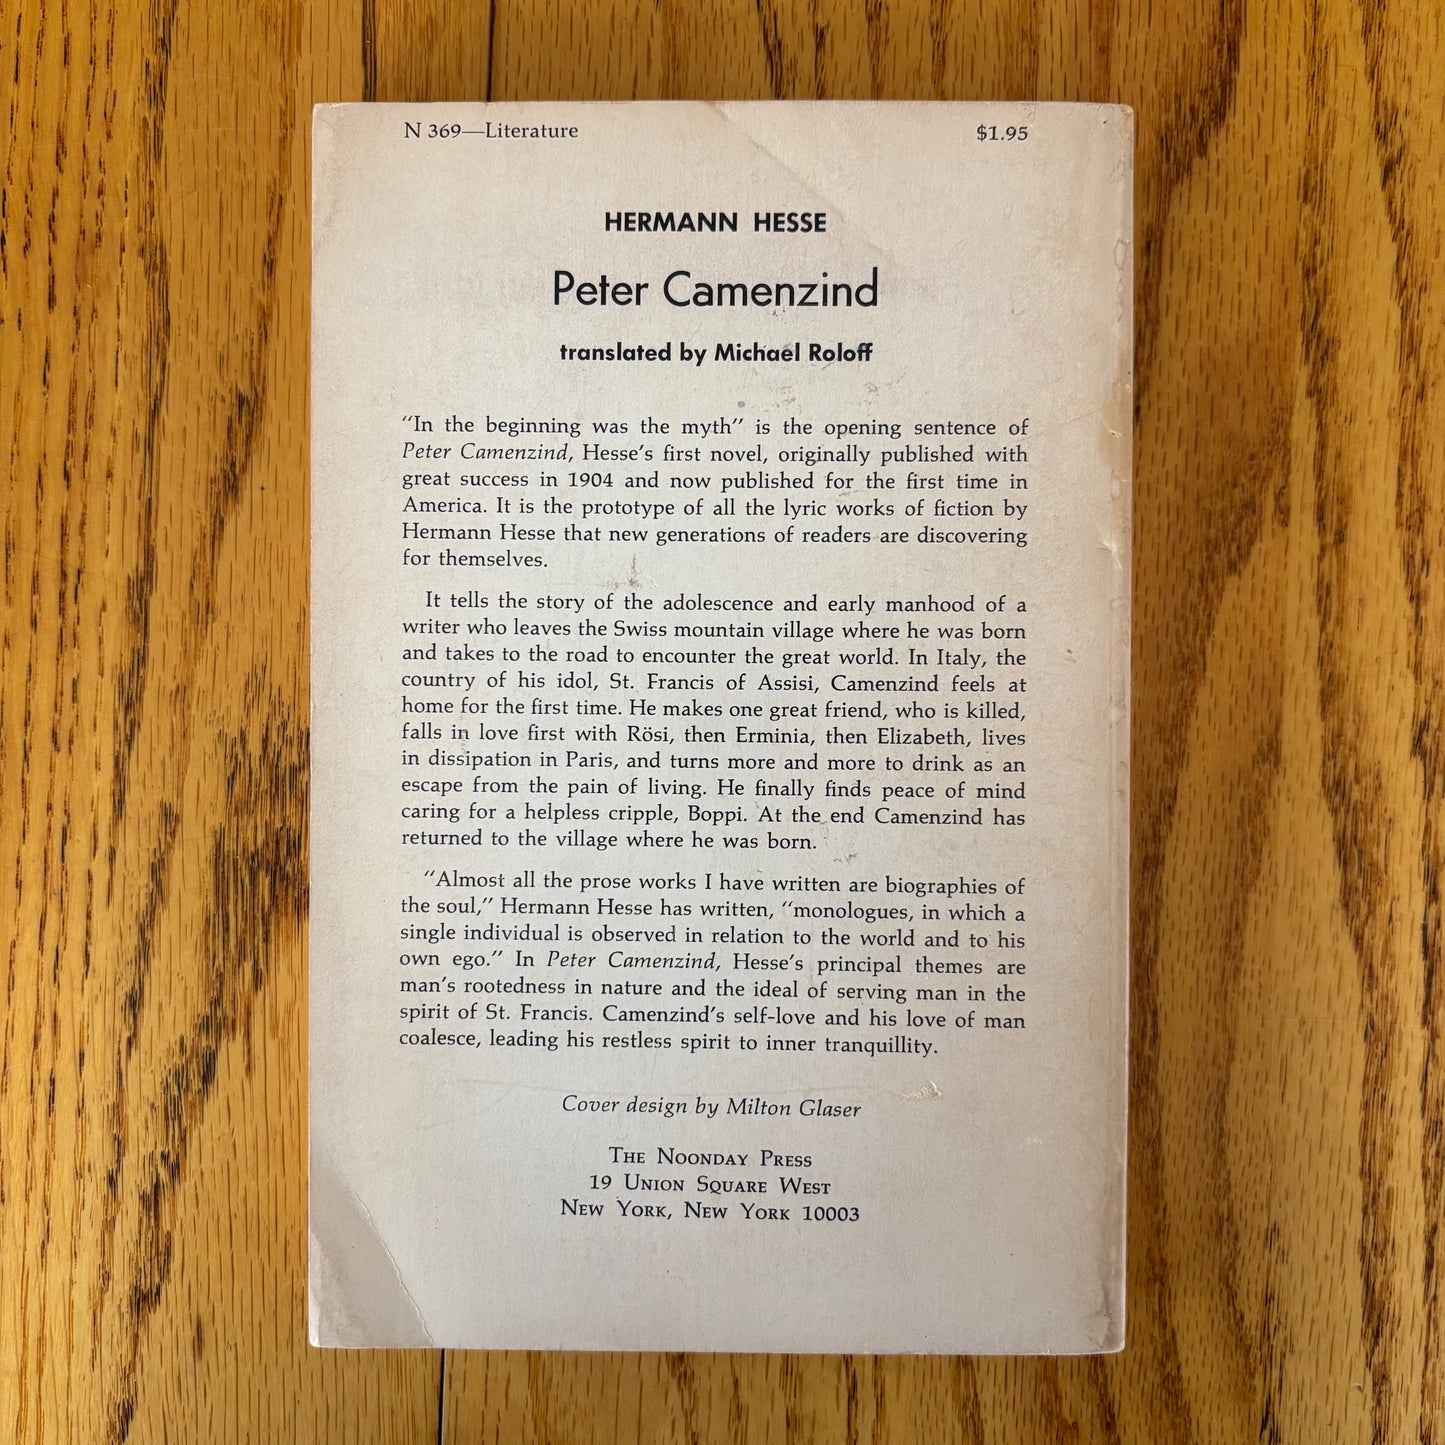 N 369—Literature $1.95
HERMANN HESSE
Peter Camenzind
translated by Michael Roloff
“In the beginning was the myth” is the opening sentence of
Peter Camenzind, Hesse’s first novel, originally published with
great success in 1904 and now published for the first time in
America. It is the prototype of all the lyric works of fiction by
Hermann Hesse that new generations of readers are discovering
for themselves.
It tells the story of the adolescence and early manhood of a
writer who leaves the Swiss mountain village where he was born
and takes to the road to encounter the great world. In Italy, the
country of his idol, St. Francis of Assisi, Camenzind feels at
home for the first time. He makes one great friend, who is killed,
falls in love first with Rösi, then Erminia, then Elizabeth, lives
in dissipation in Paris, and turns more and more to drink as an
escape from the pain of living. He finally finds peace of mind
caring for a helpless cripple, Boppi. At the end Camenzind has
returned to the village where he was born.
“Almost all the prose works I have written are biographies of
the soul,” Hermann Hesse has written, “monologues, in which a
single individual is observed in relation to the world and to his
own ego.” In Peter Camenzind, Hesse’s principal themes are
man’s rootedness in nature and the ideal of serving man in the
spirit of St. Francis. Camenzind’s self-love and his love of man
coalesce, leading his restless spirit to inner tranquillity.
Cover design by Milton Glaser
The Noonday Press
19 Union Square West
New York, New York 10003